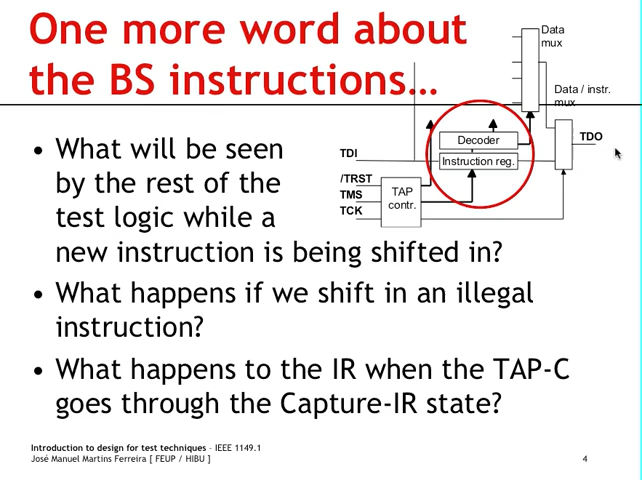 One more word about
the BS instructions…
Data
mux
Data / instr.
mux
Decoder
Instruction reg.
TDI
TDO
/TRST
TMS
TCK
TAP
contr.
• What will be seen
by the rest of the
test logic while a
new instruction is being shifted in?
• What happens if we shift in an illegal
instruction?
• What happens to the IR when the TAP-C
goes through the Capture-IR state?
Introduction to design for test techniques – IEEE 1149.1
José Manuel Martins Ferreira [ FEUP / HIBU ]
4